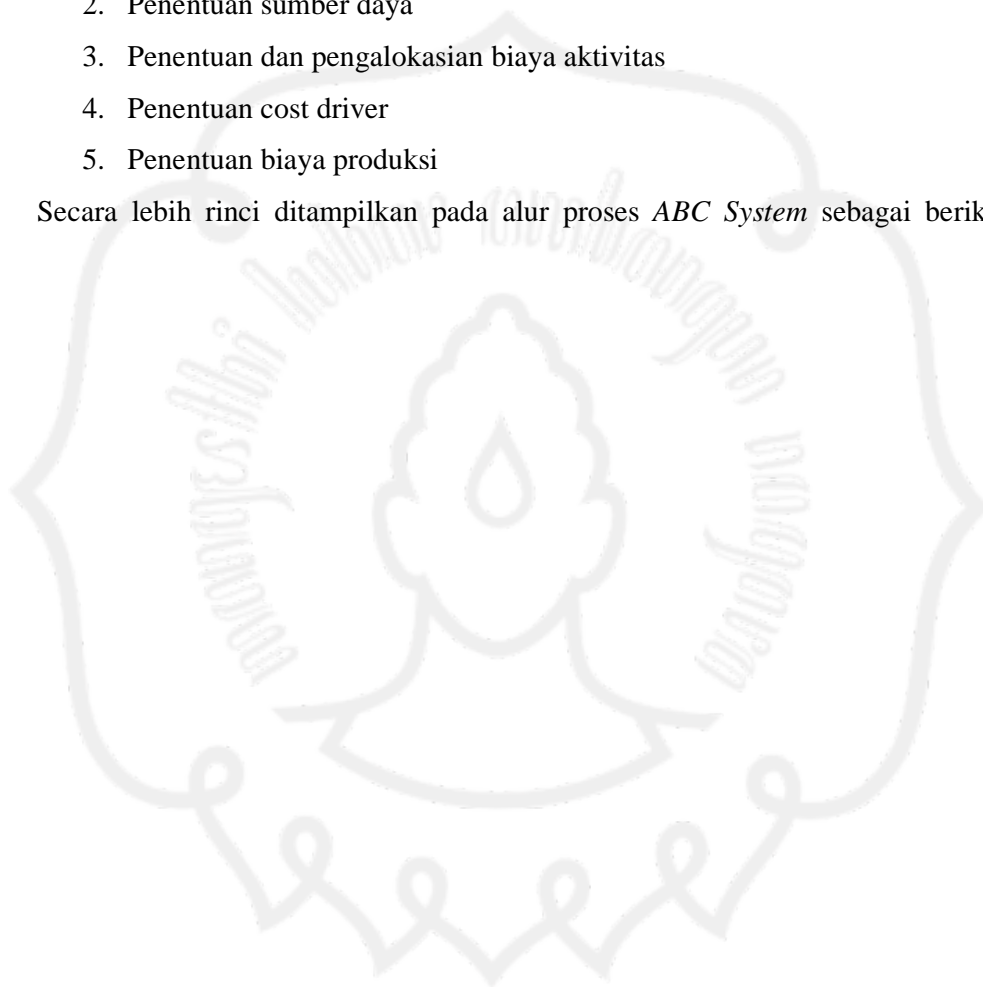 2. Penentuan sumber daya
3. Penentuan dan pengalokasian biaya aktivitas
4. Penentuan cost driver
5. Penentuan biaya produksi
Secara lebih rinci ditampilkan pada alur proses ABC System sebagai berik